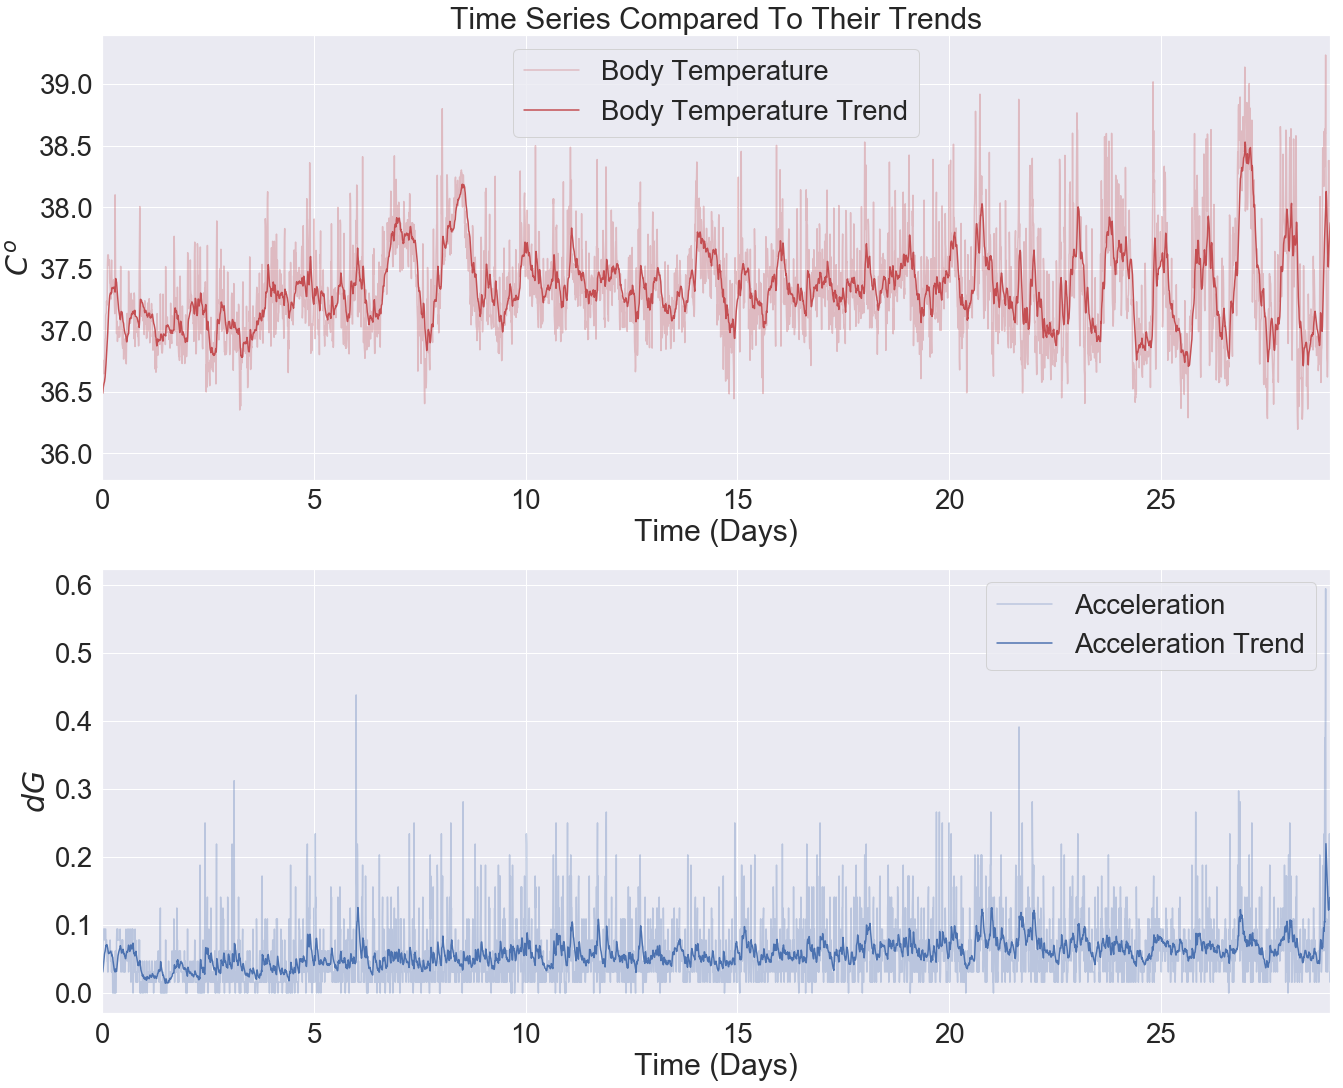 Time Series Compared To Their Trends
Body Temperature
Body Temperature Trend
39.0
38.5
38.0
37.5
37.0
36.5
36.0
C^o
0 5 10 15 20 25
Time (Days)
Acceleration
Acceleration Trend
0.6
0.5
0.4
0.3
0.2
0.1
0.0
dG
0 5 10 15 20 25
Time (Days)